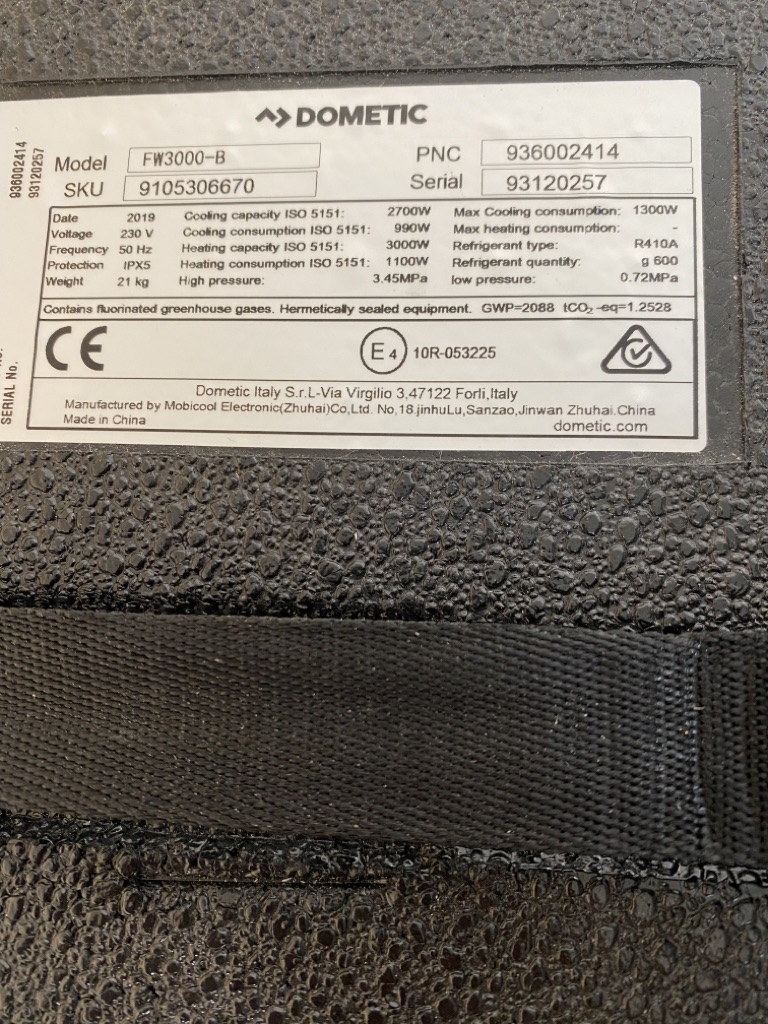 DOMETIC
Model FW3000-B PNC 936002414
SKU 9105306670 Serial 93120257
936002414
93120257
Date 2019 Cooling capacity ISO 5151: 2700W Max Cooling consumption: 1300W
Voltage 230 V Cooling consumption ISO 5151: 990W Max heating consumption: -
Frequency 50 Hz Heating capacity ISO 5151: 3000W Refrigerant type: R410A
Protection IPX5 Heating consumption ISO 5151: 1100W Refrigerant quantity: g 600
Weight 21 kg High pressure: 3.45MPa low pressure: 0.72MPa
Contains fluorinated greenhouse gases. Hermetically sealed equipment. GWP=2088 tCO₂-eq=1.2528
CE E4 10R-053225
Dometic Italy S.r.L-Via Virgilio 3,47122 Forli,Italy
Manufactured by Mobicool Electronic(Zhuhai)Co,Ltd. No,18.jinhuLu,Sanzao,Jinwan Zhuhai.China
Made in China dometic.com
SERIAL No.